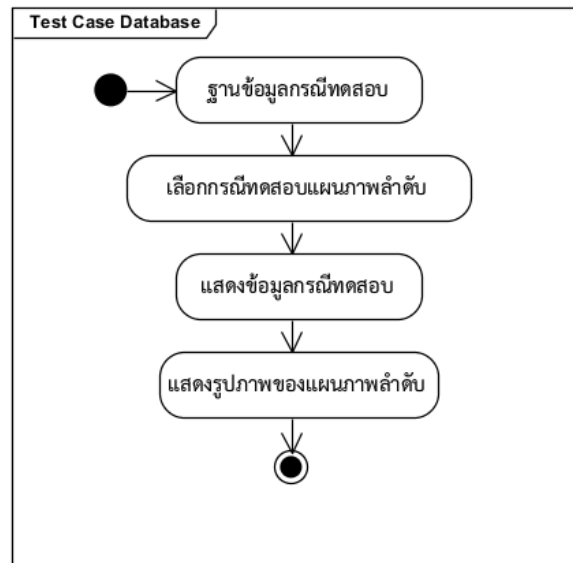 Test Case Database
ฐานข้อมูลกรณีทดสอบ
เลือกกรณีทดสอบแผนภาพลำดับ
แสดงข้อมูลกรณีทดสอบ
แสดงรูปภาพของแผนภาพลำดับ